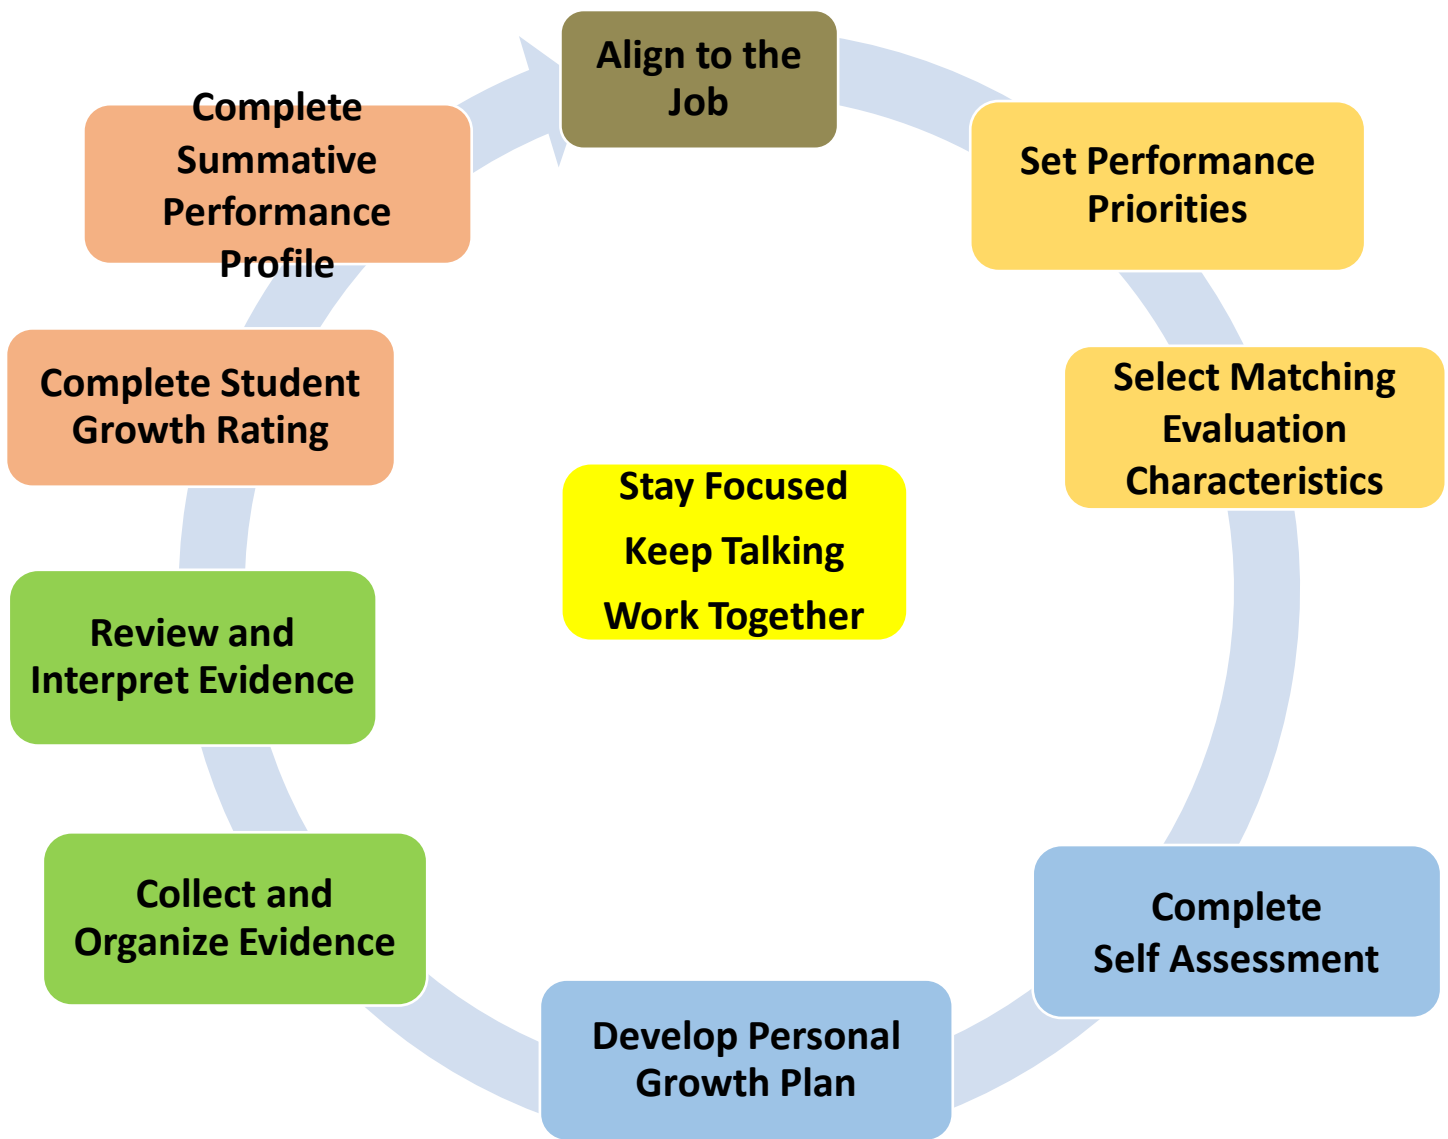 Align to the
Job
Set Performance
Priorities
Select Matching
Evaluation
Characteristics
Complete
Self Assessment
Develop Personal
Growth Plan
Collect and
Organize Evidence
Review and
Interpret Evidence
Complete Student
Growth Rating
Complete
Summative
Performance
Profile
Stay Focused
Keep Talking
Work Together